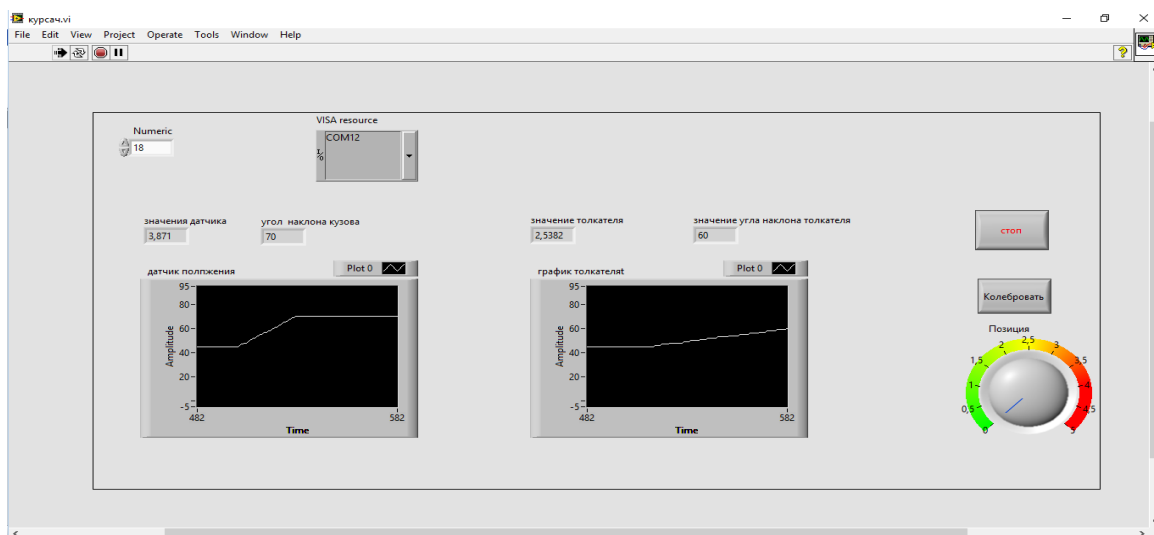 курсач.vi
File Edit View Project Operate Tools Window Help
?
Numeric
18
VISA resource
I/O
COM12
значения датчика
3,871
угол наклона кузова
70
значение толкателя
2,5382
значение угла наклона толкателя
60
стоп
датчик полпжения
Plot 0
95
80
60
40
20
-5
Amplitude
482
582
Time
график толкателяt
Plot 0
95
80
60
40
20
-5
Amplitude
482
582
Time
Колебровать
Позиция
0
0,5
1
1,5
2
2,5
3
3,5
4
4,5
5